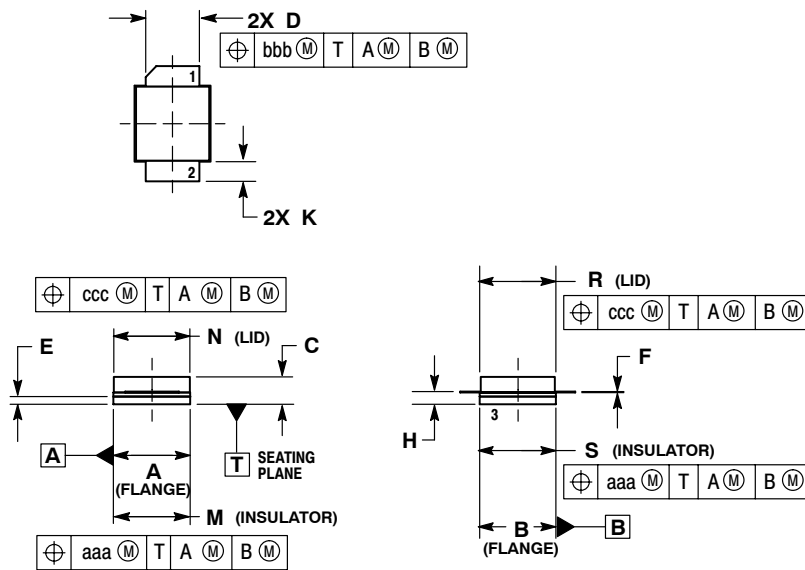 2X D
⌖ bbb Ⓜ T A Ⓜ B Ⓜ
1
2
2X K
⌖ ccc Ⓜ T A Ⓜ B Ⓜ
R (LID)
⌖ ccc Ⓜ T A Ⓜ B Ⓜ
E
N (LID)
C
F
3
H
A
A
(FLANGE)
T SEATING
PLANE
S (INSULATOR)
⌖ aaa Ⓜ T A Ⓜ B Ⓜ
M (INSULATOR)
B
(FLANGE)
B
⌖ aaa Ⓜ T A Ⓜ B Ⓜ